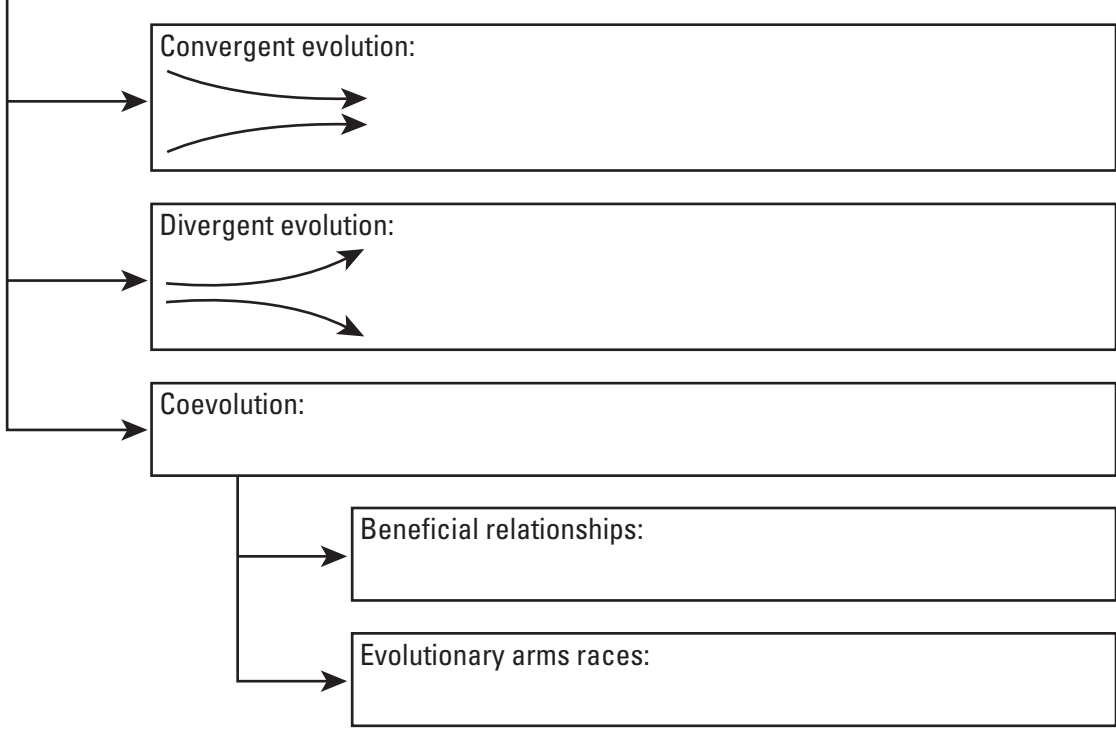 Convergent evolution:
Divergent evolution:
Coevolution:
Beneficial relationships:
Evolutionary arms races: